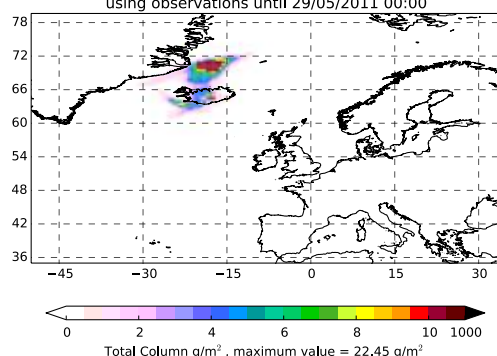 using observations until 29/05/2011 00:00
78
72
66
60
54
48
42
36
−45 −30 −15 0 15 30
0 2 4 6 8 10 1000
Total Column g/m² , maximum value = 22.45 g/m²